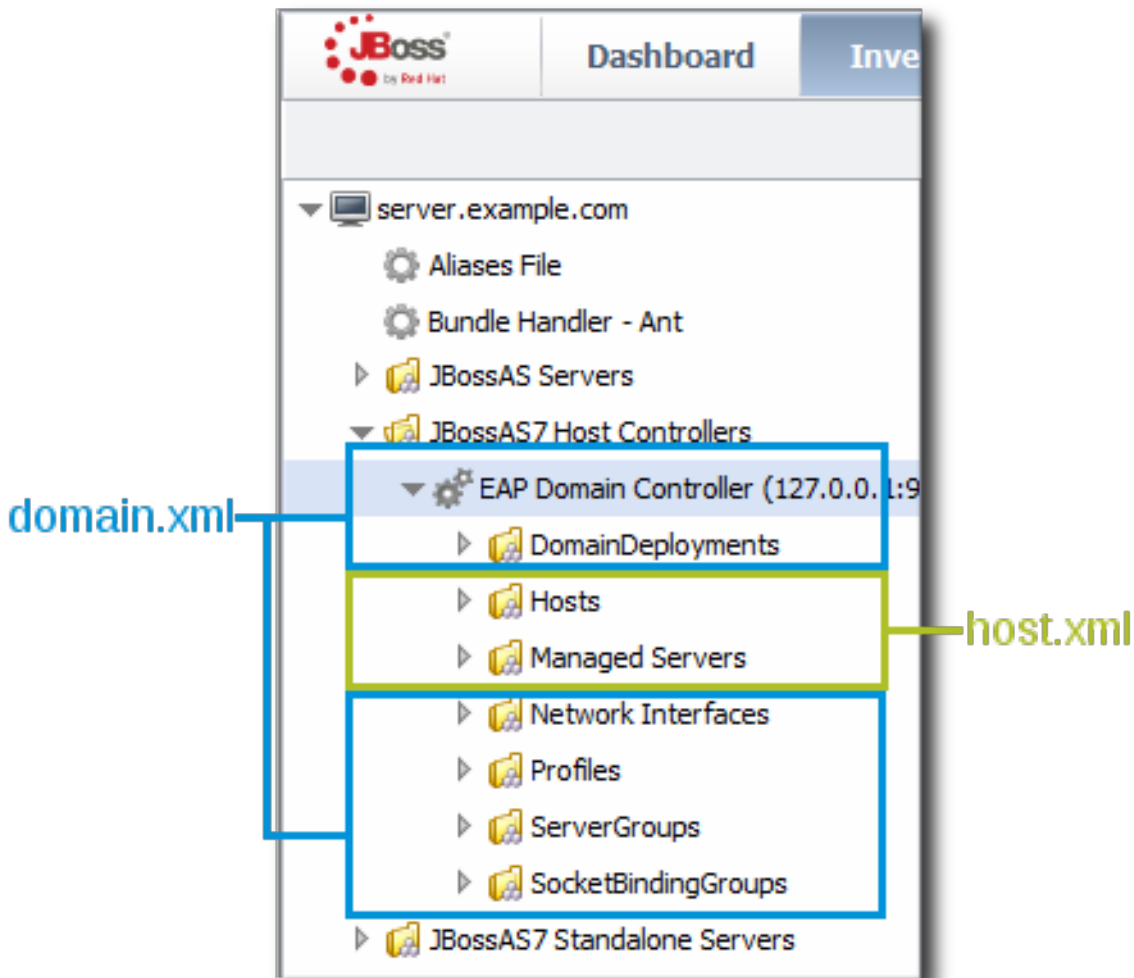 JBoss
by Red Hat
Dashboard
Inve
server.example.com
Aliases File
Bundle Handler - Ant
JBossAS Servers
JBossAS7 Host Controllers
EAP Domain Controller (127.0.0.1:9
domain.xml
DomainDeployments
Hosts
host.xml
Managed Servers
Network Interfaces
Profiles
ServerGroups
SocketBindingGroups
JBossAS7 Standalone Servers